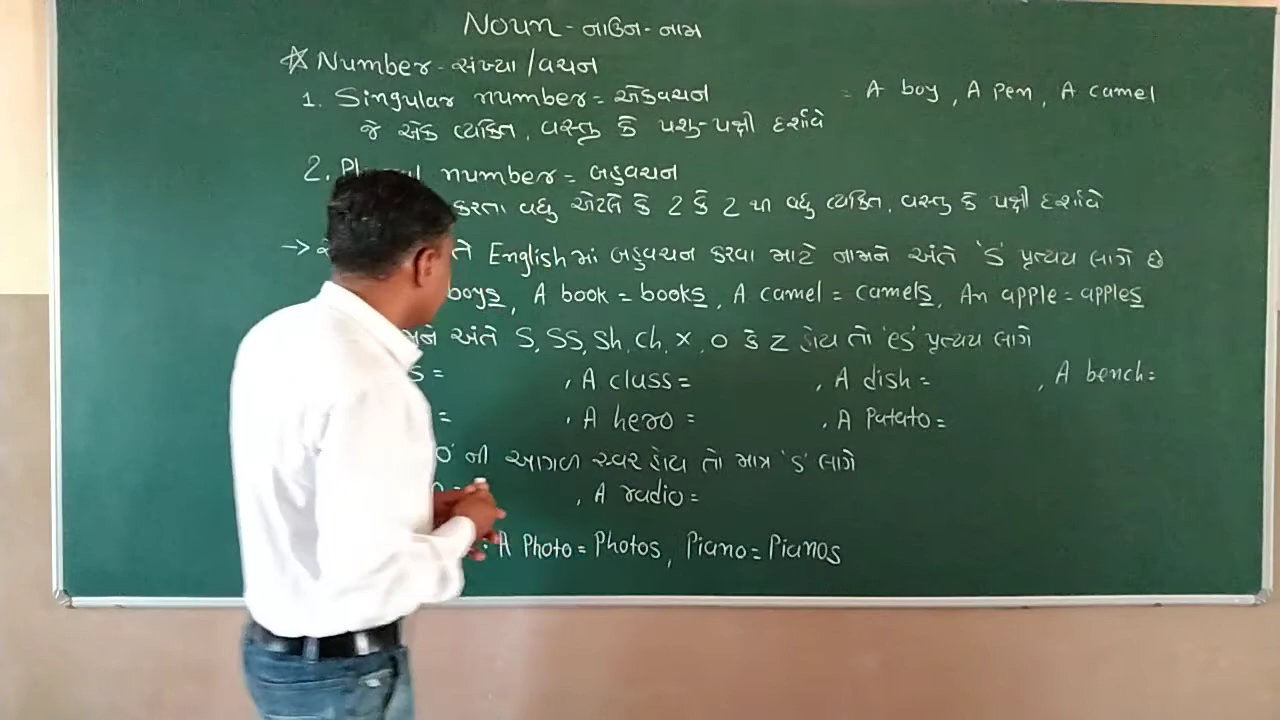 Noun - નાઉન - નામ
☆ Number - સંખ્યા / વચન
1. Singular number = એકવચન = A boy, A pen, A camel
જે એક વ્યકિત, વસ્તુ કે પશુ-પક્ષી દર્શાવે
2. number = બહુવચન
કરતા વધુ એટલે કે 2 કે 2 થી વધુ વ્યકિત, વસ્તુ કે પક્ષી દર્શાવે
→ તે English માં બહુવચન કરવા માટે નામને અંતે 'S' પ્રત્યય લાગે છે
boys, A book = books, A camel = camels, An apple = apples
અંતે S, SS, Sh, Ch, X, O કે Z હોય તો 'es' પ્રત્યય લાગે
s = , A class = , A dish = , A bench =
= , A hero = , A Patato =
'O' ની આગળ સ્વર હોય તો માત્ર 'S' લાગે
, A radio =
. A Photo = Photos, Piano = Pianos